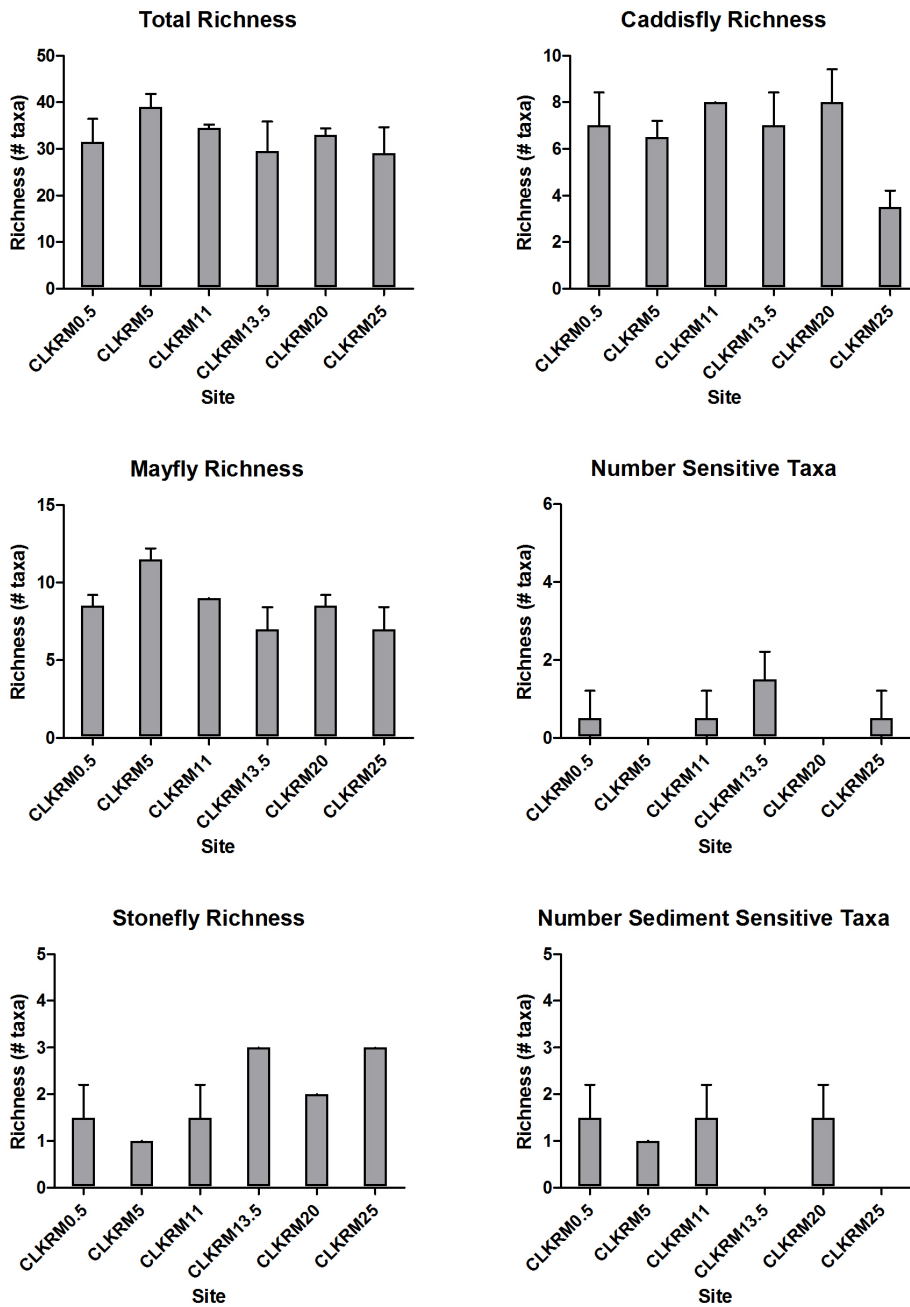 Total Richness
Richness (# taxa)
50
40
30
20
10
0
CLKRM0.5
CLKRM5
CLKRM11
CLKRM13.5
CLKRM20
CLKRM25
Site
Caddisfly Richness
Richness (# taxa)
10
8
6
4
2
0
CLKRM0.5
CLKRM5
CLKRM11
CLKRM13.5
CLKRM20
CLKRM25
Site
Mayfly Richness
Richness (# taxa)
15
10
5
0
CLKRM0.5
CLKRM5
CLKRM11
CLKRM13.5
CLKRM20
CLKRM25
Site
Number Sensitive Taxa
Richness (# taxa)
6
4
2
0
CLKRM0.5
CLKRM5
CLKRM11
CLKRM13.5
CLKRM20
CLKRM25
Site
Stonefly Richness
Richness (# taxa)
5
4
3
2
1
0
CLKRM0.5
CLKRM5
CLKRM11
CLKRM13.5
CLKRM20
CLKRM25
Site
Number Sediment Sensitive Taxa
Richness (# taxa)
5
4
3
2
1
0
CLKRM0.5
CLKRM5
CLKRM11
CLKRM13.5
CLKRM20
CLKRM25
Site